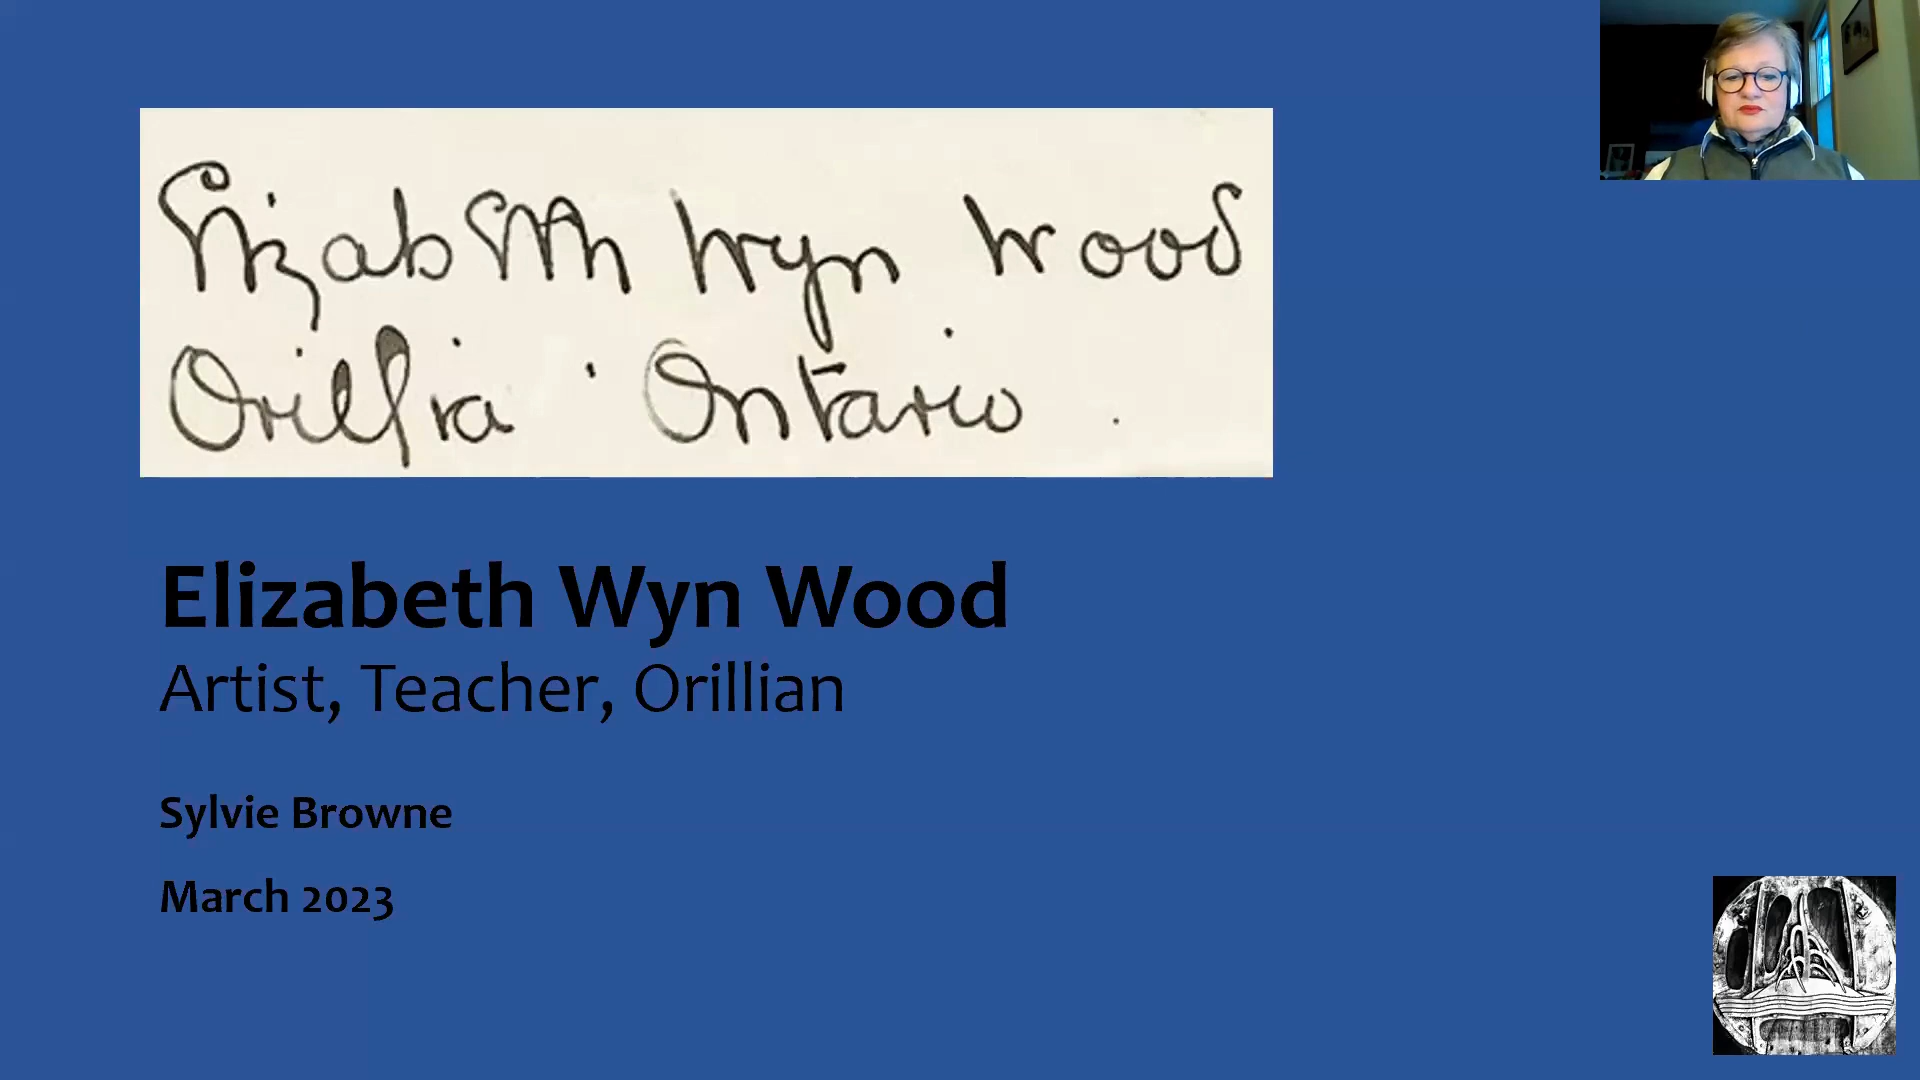 Elizabeth Wyn Wood
Orillia · Ontario .
Elizabeth Wyn Wood
Artist, Teacher, Orillian
Sylvie Browne
March 2023